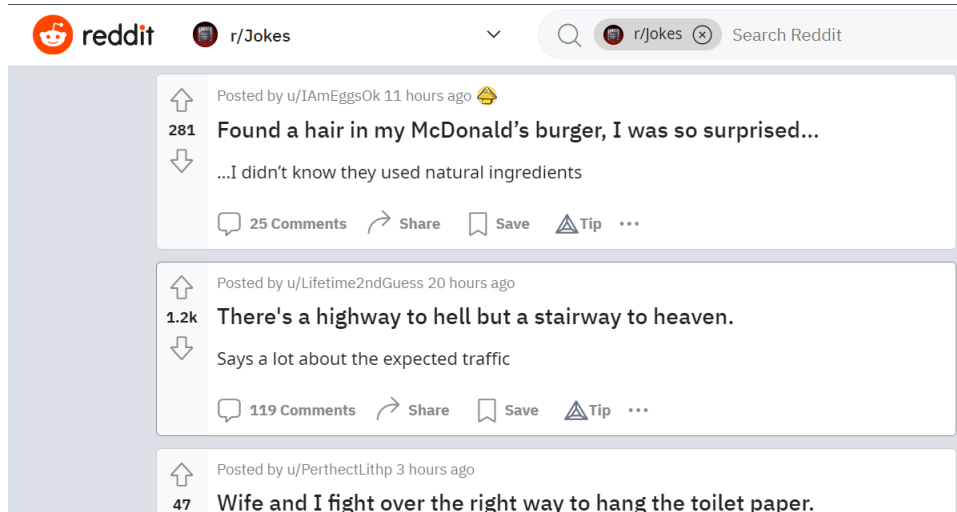 reddit r/Jokes r/Jokes Search Reddit
Posted by u/IAmEggsOk 11 hours ago
281
Found a hair in my McDonald’s burger, I was so surprised...
...I didn’t know they used natural ingredients
25 Comments Share Save Tip ...
Posted by u/Lifetime2ndGuess 20 hours ago
1.2k
There's a highway to hell but a stairway to heaven.
Says a lot about the expected traffic
119 Comments Share Save Tip ...
Posted by u/PerthectLithp 3 hours ago
47
Wife and I fight over the right way to hang the toilet paper.